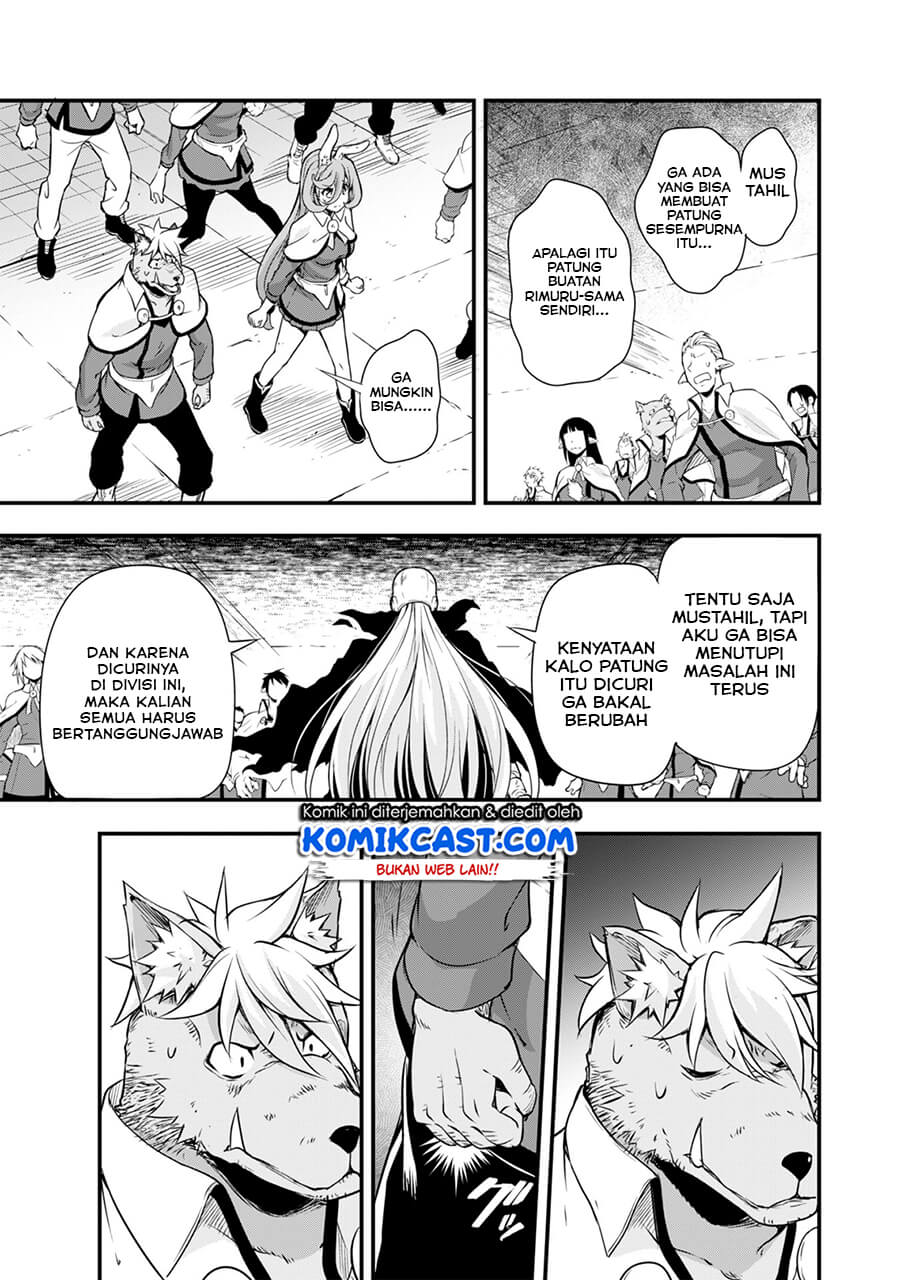 MUS
TAHIL
GA ADA
YANG BISA
MEMBUAT
PATUNG
SESEMPURNA
ITU...
APALAGI ITU
PATUNG
BUATAN
RIMURU-SAMA
SENDIRI...
GA
MUNGKIN
BISA......
TENTU SAJA
MUSTAHIL, TAPI
AKU GA BISA
MENUTUPI
MASALAH INI
TERUS
KENYATAAN
KALO PATUNG
ITU DICURI
GA BAKAL
BERUBAH
DAN KARENA
DICURINYA
DI DIVISI INI,
MAKA KALIAN
SEMUA HARUS
BERTANGGUNGJAWAB
Komik ini diterjemahkan & diedit oleh
KOMIKCAST.COM
BUKAN WEB LAIN!!
グッ